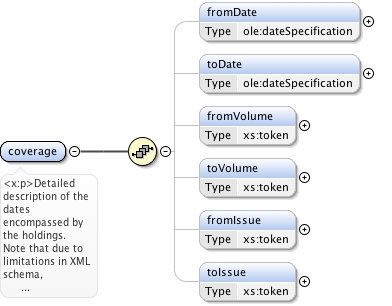 fromDate
Type ole:dateSpecification
toDate
Type ole:dateSpecification
fromVolume
Type xs:token
coverage
toVolume
Type xs:token
<x:p>Detailed
description of the
dates
encompassed by
the holdings.
Note that due to
limitations in XML
schema,
...
fromIssue
Type xs:token
toIssue
Type xs:token